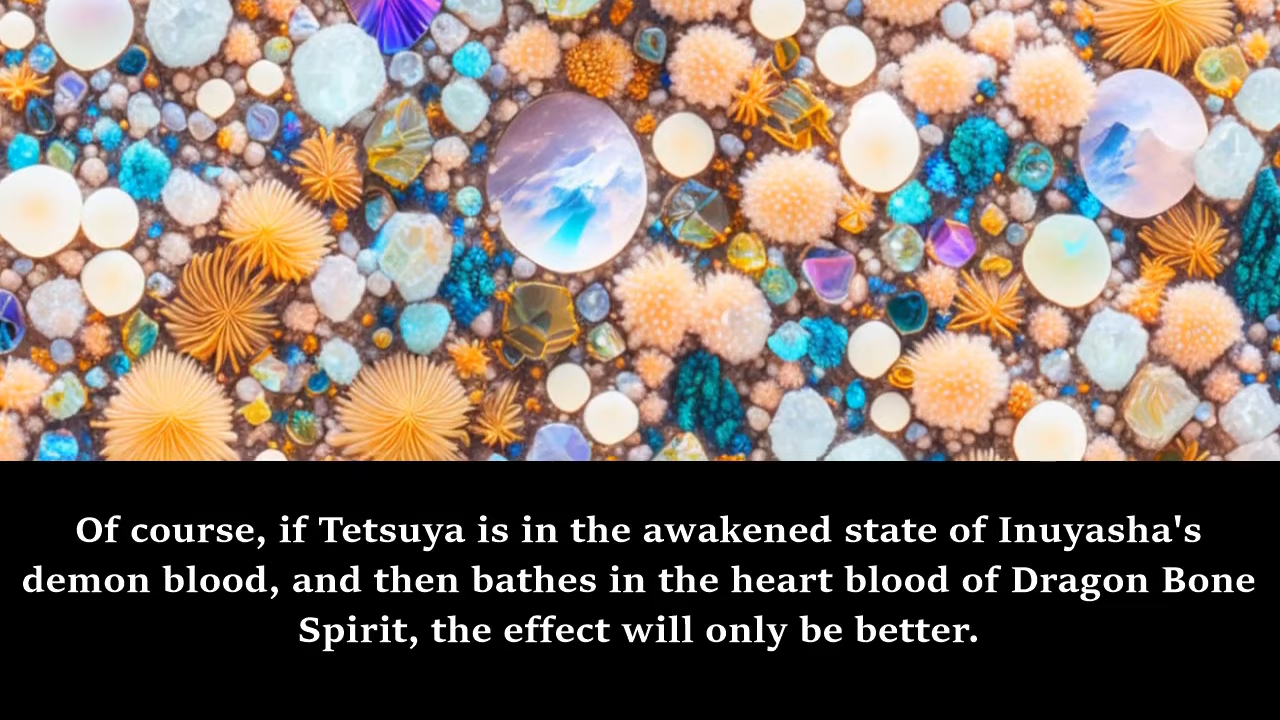 Of course, if Tetsuya is in the awakened state of Inuyasha's
demon blood, and then bathes in the heart blood of Dragon Bone
Spirit, the effect will only be better.